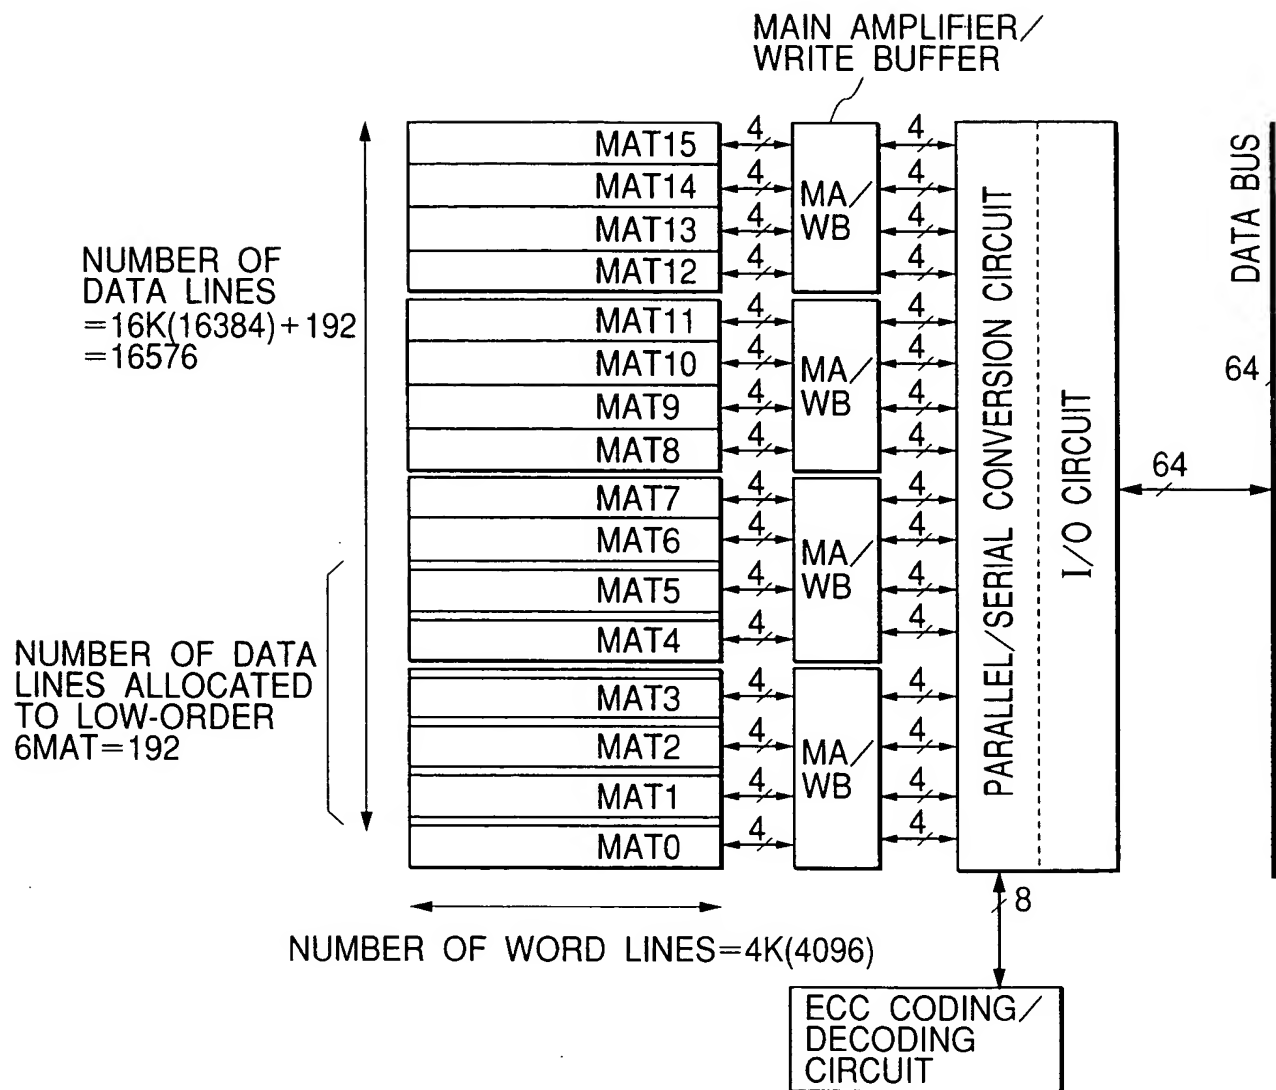 MAIN AMPLIFIER/
WRITE BUFFER
NUMBER OF
DATA LINES
=16K(16384)+192
=16576
NUMBER OF DATA
LINES ALLOCATED
TO LOW-ORDER
6MAT=192
MAT15 4 4
MAT14 4 4
MAT13 4 4
MAT12 4 4
MA/
WB
MAT11 4 4
MAT10 4 4
MAT9 4 4
MAT8 4 4
MA/
WB
MAT7 4 4
MAT6 4 4
MAT5 4 4
MAT4 4 4
MA/
WB
MAT3 4 4
MAT2 4 4
MAT1 4 4
MAT0 4 4
MA/
WB
PARALLEL/SERIAL CONVERSION CIRCUIT
I/O CIRCUIT
64
DATA BUS
64
8
NUMBER OF WORD LINES=4K(4096)
ECC CODING/
DECODING
CIRCUIT